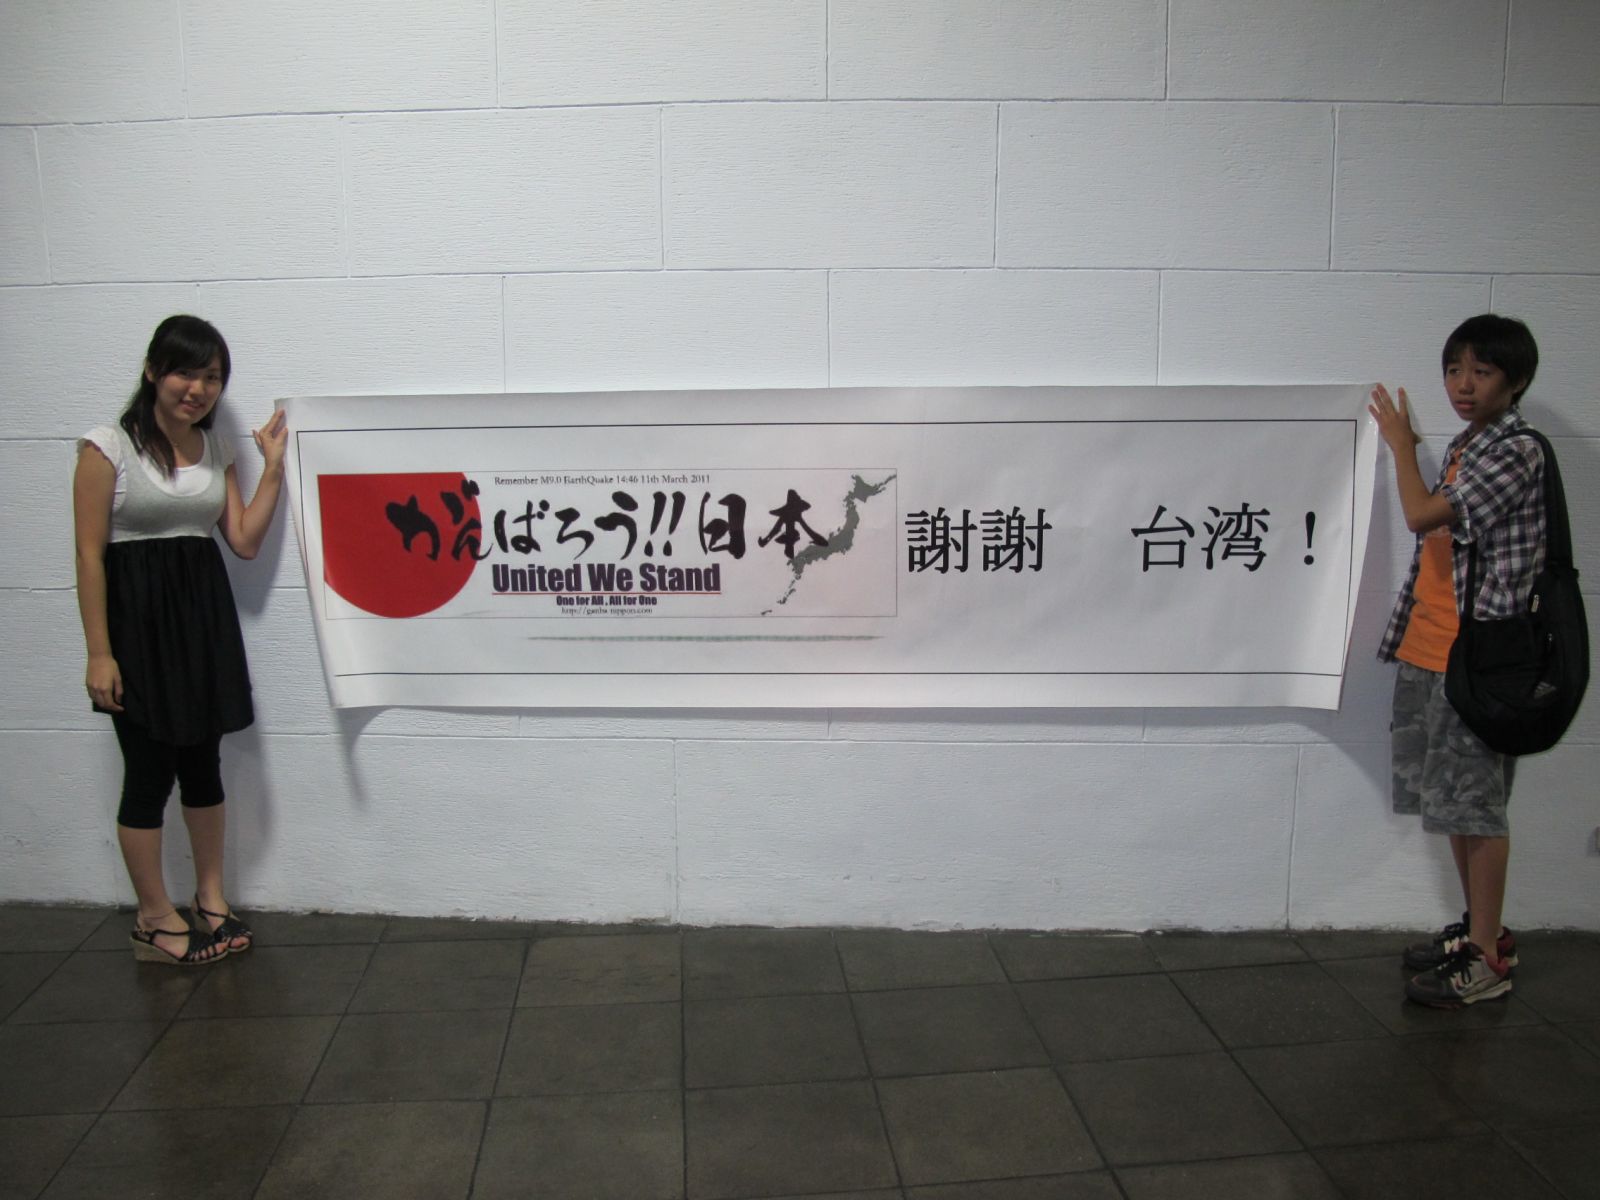 Remember M9.0 EarthQuake 14:46 11th March 2011
がんばろう!!日本
United We Stand
One for All , All for One
謝謝　台湾！